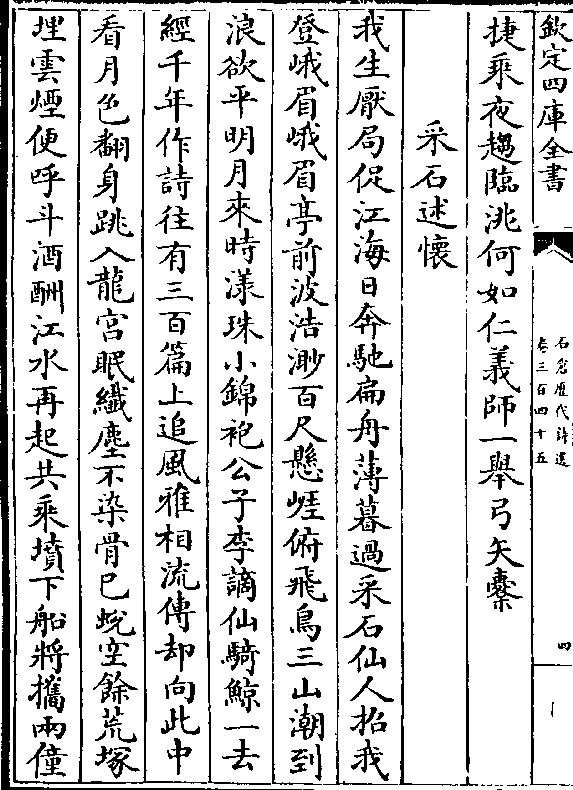 欽定四庫全書
石倉歷代詩選
卷三百四十五
四
捷乘夜趨臨洮何如仁義師一舉弓矢櫜
采石述懷
我生厭局促江海日奔馳扁舟薄暮過采石仙人招我
登峨眉峨眉亭前波浩渺百尺懸崖俯飛鳥三山潮到
浪欲平明月來時漾珠小錦袍公子李謫仙騎鯨一去
經千年作詩往有三百篇上追風雅相流傳却向此中
看月色翻身跳入龍宮眠纖塵不染骨已蛻空餘荒塚
埋雲煙便呼斗酒酬江水再起共乘墳下船將攜兩僮